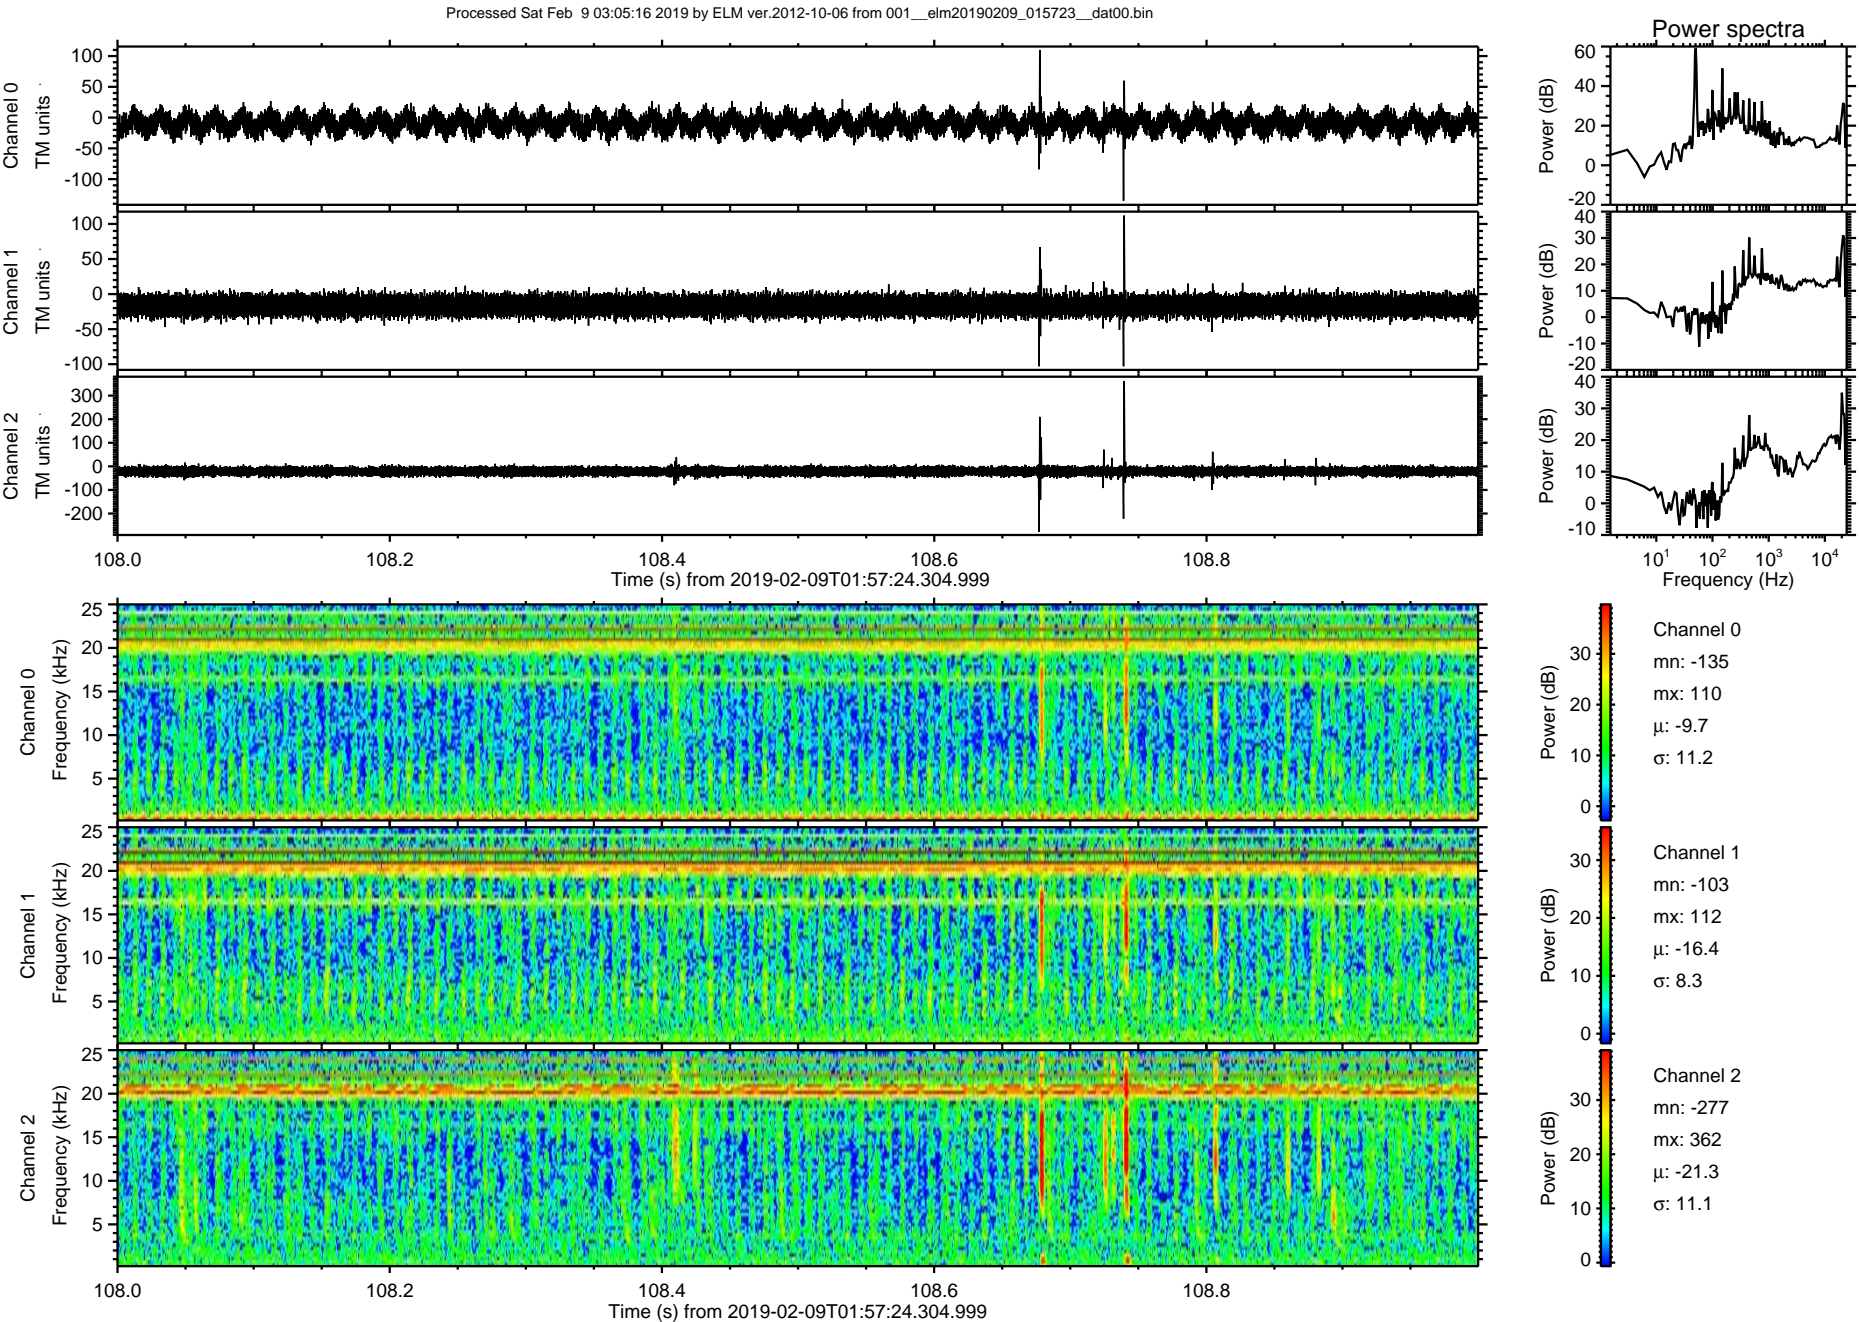 Processed Sat Feb  9 03:05:16 2019 by ELM ver.2012-10-06 from 001__elm20190209_015723__dat00.bin
Power spectra
Channel 0
TM units
100
50
0
-50
-100
Power (dB)
60
40
20
0
-20
Channel 1
TM units
100
50
0
-50
-100
Power (dB)
40
30
20
10
0
-10
-20
Channel 2
TM units
300
200
100
0
-100
-200
Power (dB)
40
30
20
10
0
-10
108.0 108.2 108.4 108.6 108.8
Time (s) from 2019-02-09T01:57:24.304.999
10¹ 10² 10³ 10⁴
Frequency (Hz)
Channel 0
Frequency (kHz)
25
20
15
10
5
Power (dB)
30
20
10
0
Channel 0
mn: -135
mx: 110
μ: -9.7
σ: 11.2
Channel 1
Frequency (kHz)
25
20
15
10
5
Power (dB)
30
20
10
0
Channel 1
mn: -103
mx: 112
μ: -16.4
σ: 8.3
Channel 2
Frequency (kHz)
25
20
15
10
5
Power (dB)
30
20
10
0
Channel 2
mn: -277
mx: 362
μ: -21.3
σ: 11.1
108.0 108.2 108.4 108.6 108.8
Time (s) from 2019-02-09T01:57:24.304.999